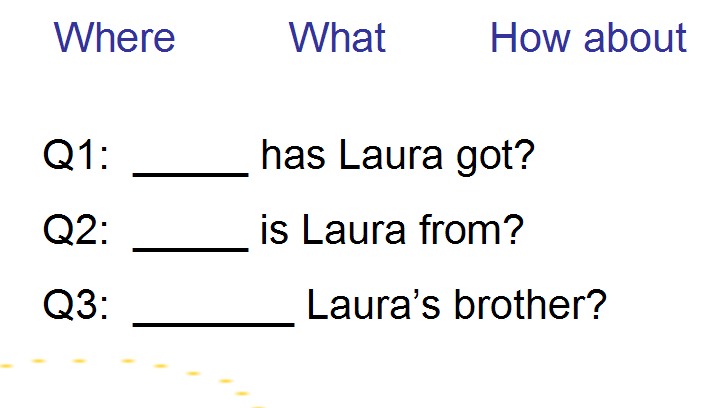 Where What How about
Q1: _____ has Laura got?
Q2: _____ is Laura from?
Q3: _______ Laura’s brother?